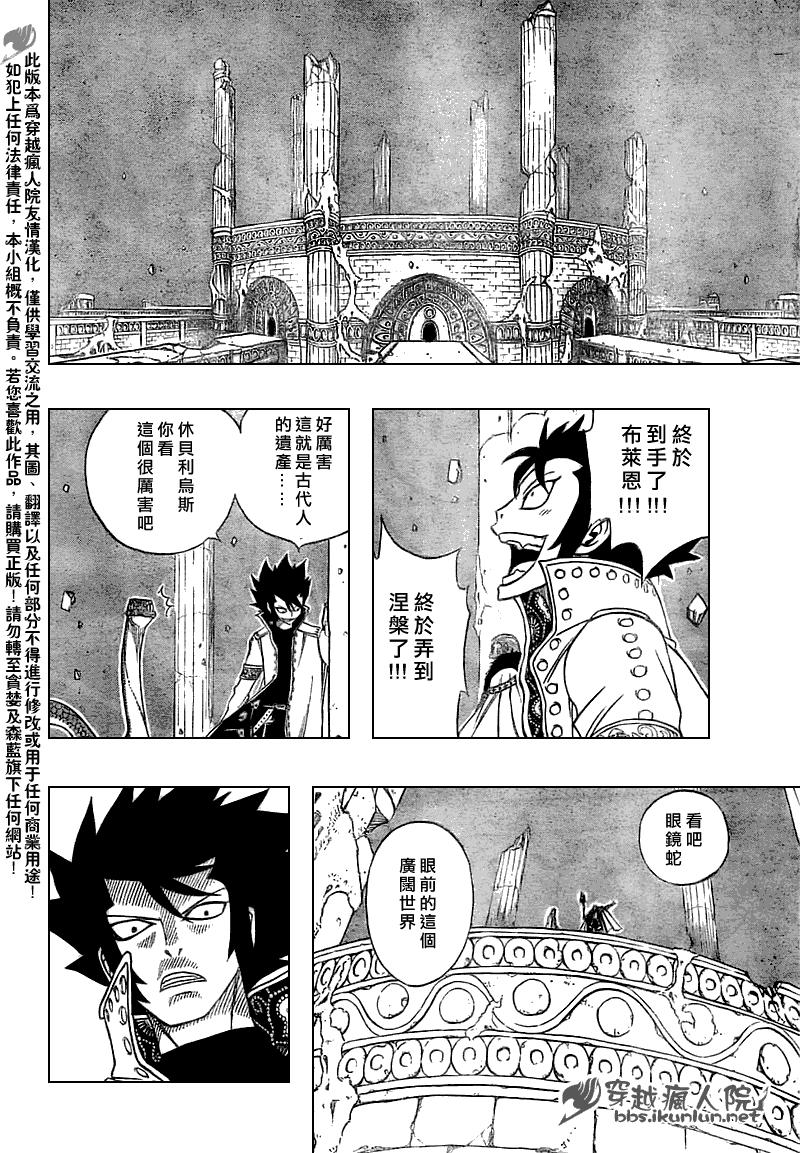 此版本爲穿越瘋人院友情漢化，僅供學習交流之用，其圖、翻譯以及任何部分不得進行修改或用于任何商業用途！
如犯上任何法律責任，本小組概不負責。若您喜歡此作品，請購買正版！請勿轉至貪婪及森藍旗下任何網站！
終於
到手了!!!
布萊恩!!!
終於弄到
涅槃了!!!
好厲害
這就是古代人
的遺產……
休貝利烏斯
你看
這個很厲害吧
看吧
眼鏡蛇
眼前的這個
廣闊世界
穿越瘋人院
bbs.ikunlun.net